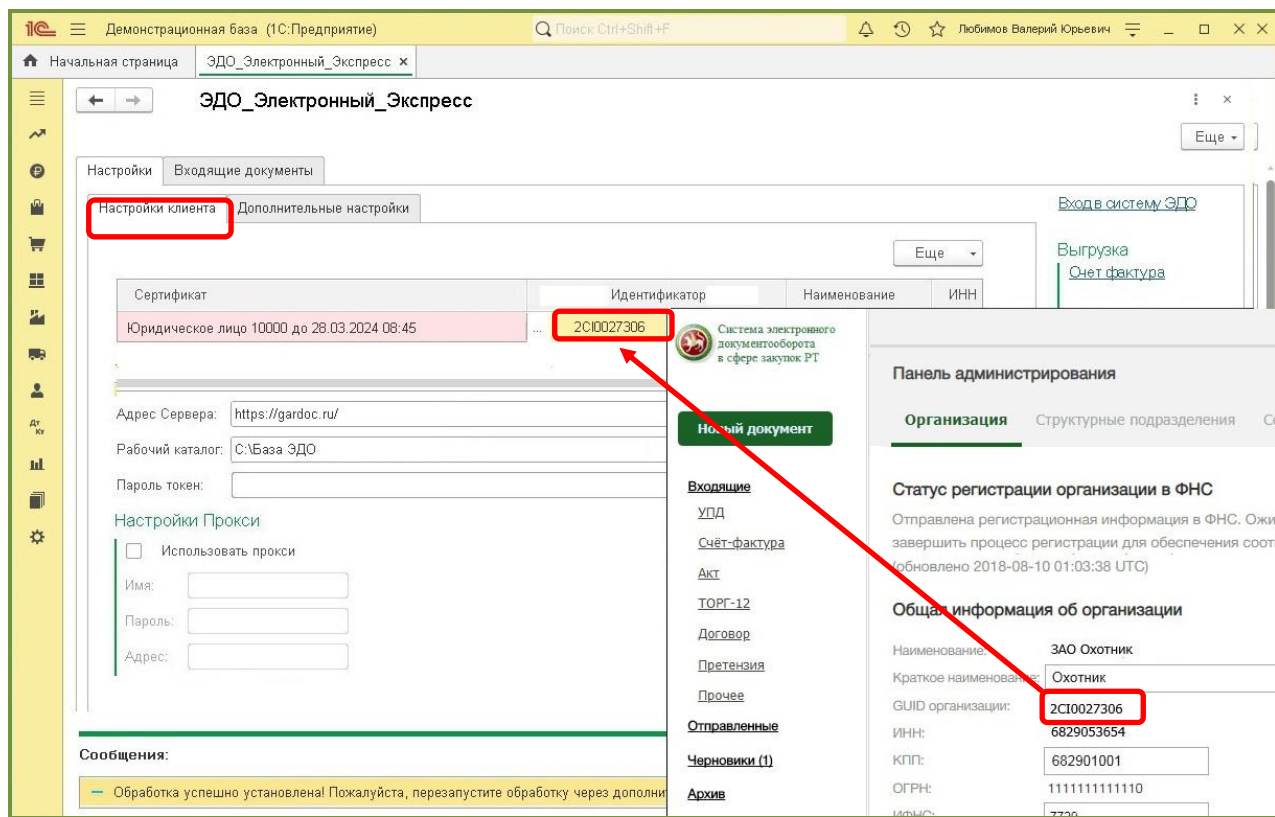 1С Демонстрационная база (1С:Предприятие) Поиск Ctrl+Shift+F Любимов Валерий Юрьевич
Начальная страница ЭДО_Электронный_Экспресс
ЭДО_Электронный_Экспресс
Еще
Настройки Входящие документы
Настройки клиента Дополнительные настройки
Вход в систему ЭДО
Еще
Выгрузка
Счет фактура
Сертификат Идентификатор Наименование ИНН
Юридическое лицо 10000 до 28.03.2024 08:45 ... 2CI0027306
Адрес Сервера: https://gardoc.ru/
Рабочий каталог: C:\База ЭДО
Пароль токен:
Настройки Прокси
Использовать прокси
Имя:
Пароль:
Адрес:
Дт
Кт
Сообщения:
Обработка успешно установлена! Пожалуйста, перезапустите обработку через дополни
Система электронного
документооборота
в сфере закупок РТ
Новый документ
Входящие
УПД
Счёт-фактура
Акт
ТОРГ-12
Договор
Претензия
Прочее
Отправленные
Черновики (1)
Архив
Панель администрирования
Организация Структурные подразделения Се
Статус регистрации организации в ФНС
Отправлена регистрационная информация в ФНС. Ожи
завершить процесс регистрации для обеспечения соот
(обновлено 2018-08-10 01:03:38 UTC)
Общая информация об организации
Наименование: ЗАО Охотник
Краткое наименование: Охотник
GUID организации: 2CI0027306
ИНН: 6829053654
КПП: 682901001
ОГРН: 1111111111110
ИФНС: 7729